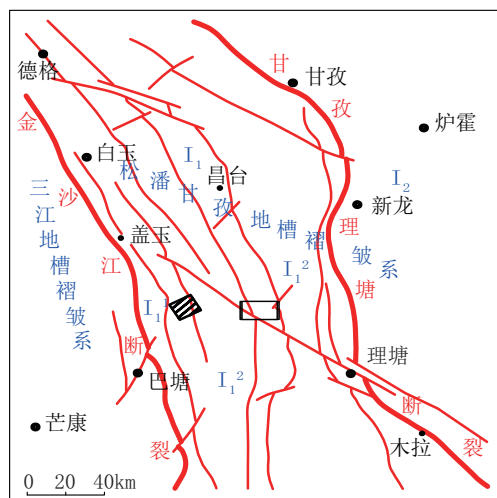 德格
甘孜
炉霍
白玉
昌台
新龙
盖玉
巴塘
理塘
芒康
木拉
金沙江断裂
甘孜理塘断裂
三江地槽褶皱系
松潘甘孜地槽褶皱系
I₁
I₂
I₁¹
I₁²
I₁²
0 20 40km